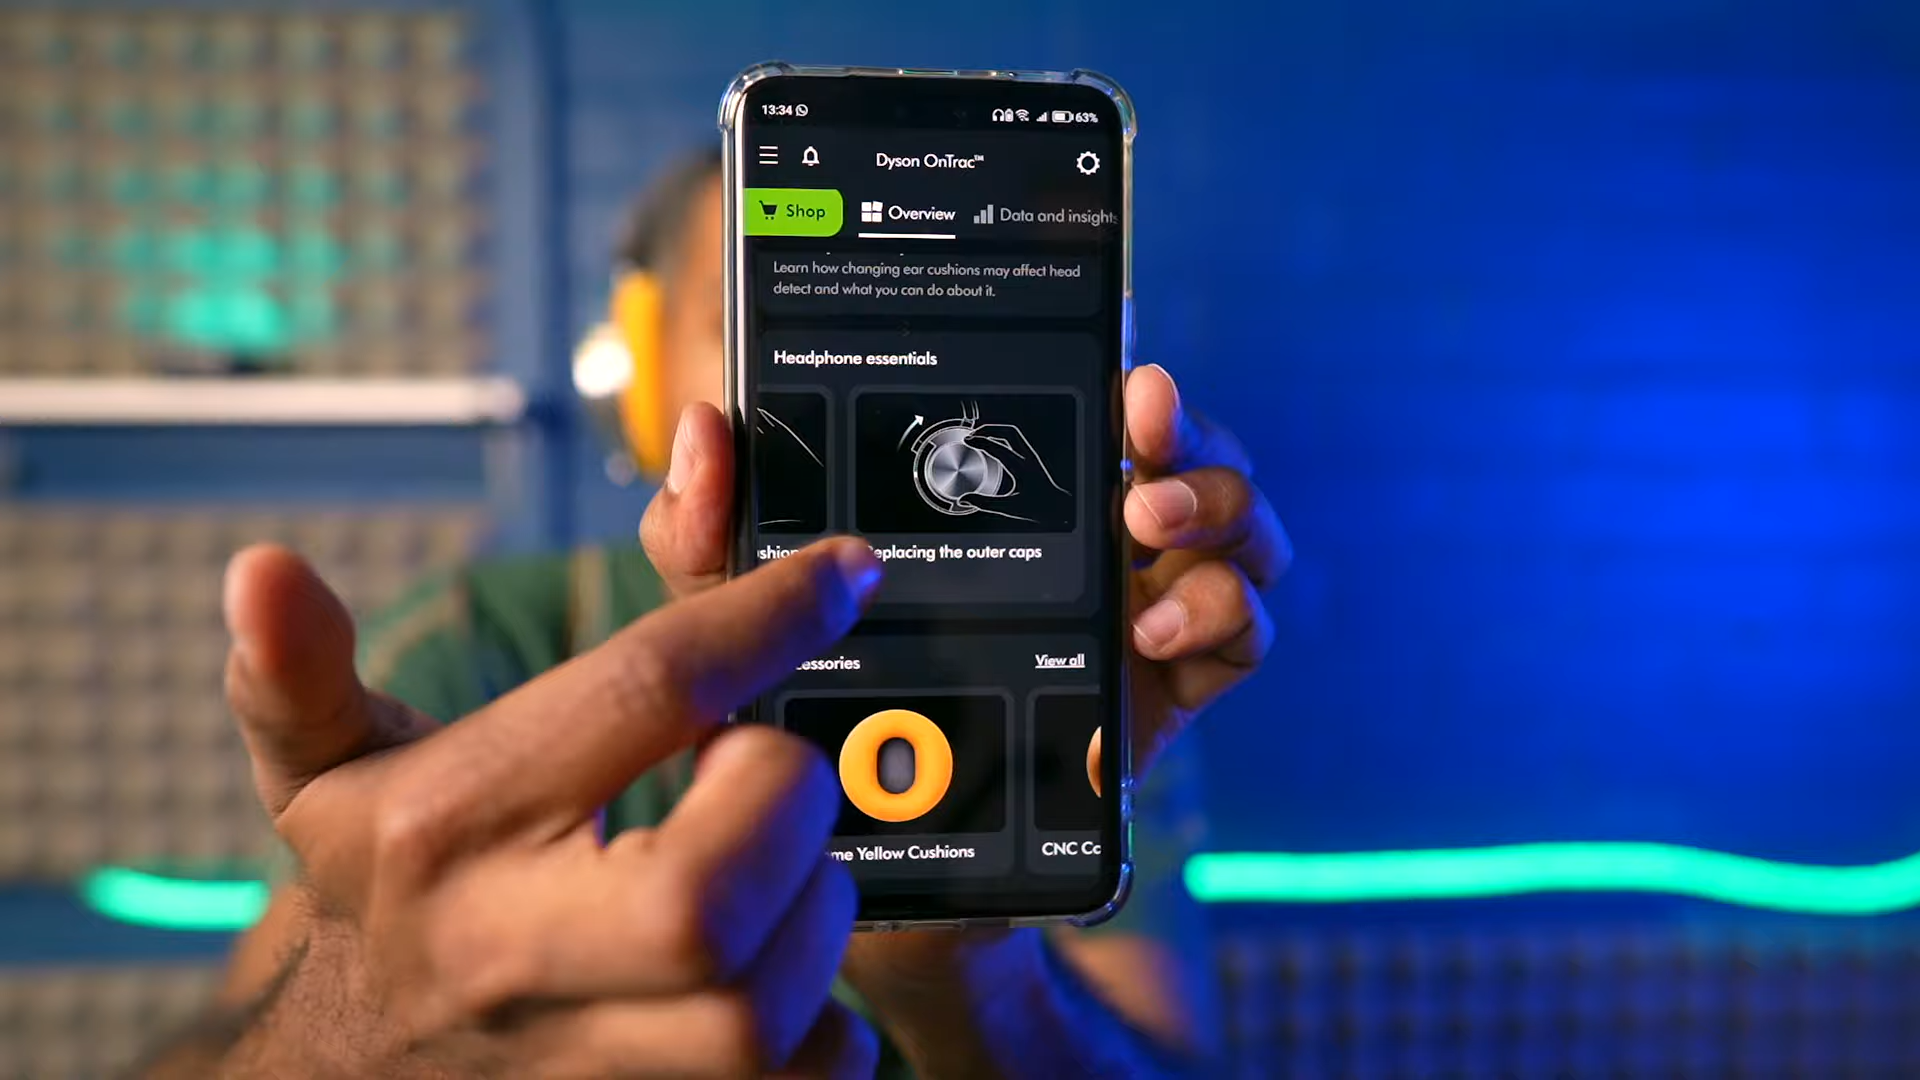 13:34
63%
Dyson OnTrac™
Shop
Overview
Data and insights
Learn how changing ear cushions may affect head
detect and what you can do about it.
Headphone essentials
shion
eplacing the outer caps
cessories
View all
me Yellow Cushions
CNC Co